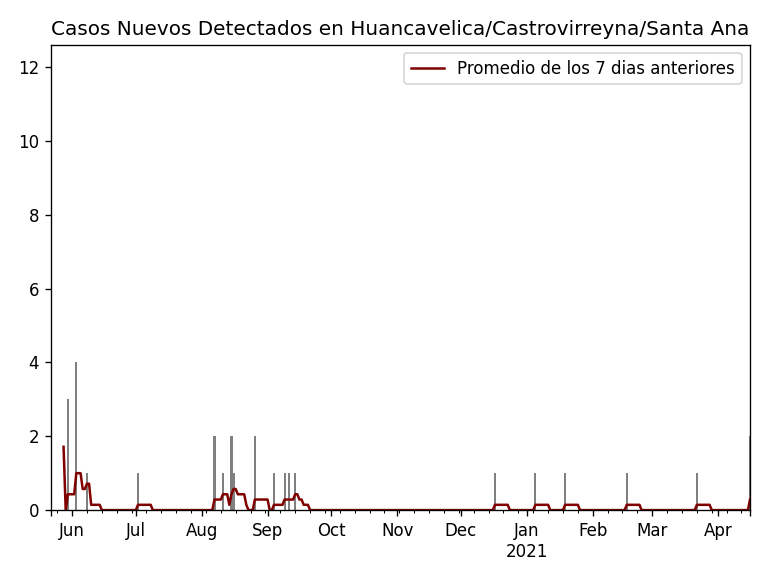 Casos Nuevos Detectados en Huancavelica/Castrovirreyna/Santa Ana
Promedio de los 7 dias anteriores
12
10
8
6
4
2
0
Jun Jul Aug Sep Oct Nov Dec Jan Feb Mar Apr
2021